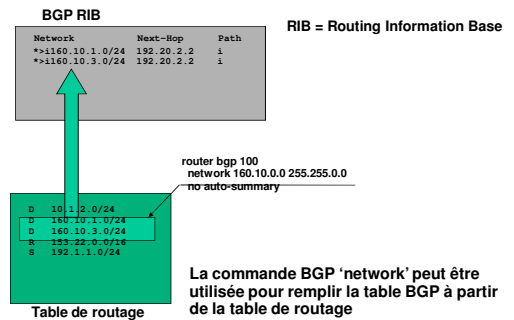 BGP RIB
RIB = Routing Information Base
Network Next-Hop Path
*>i160.10.1.0/24 192.20.2.2 i
*>i160.10.3.0/24 192.20.2.2 i
router bgp 100
network 160.10.0.0 255.255.0.0
no auto-summary
D 10.1.2.0/24
D 160.10.1.0/24
D 160.10.3.0/24
R 153.22.0.0/16
S 192.1.1.0/24
La commande BGP ‘network’ peut être
utilisée pour remplir la table BGP à partir
de la table de routage
Table de routage